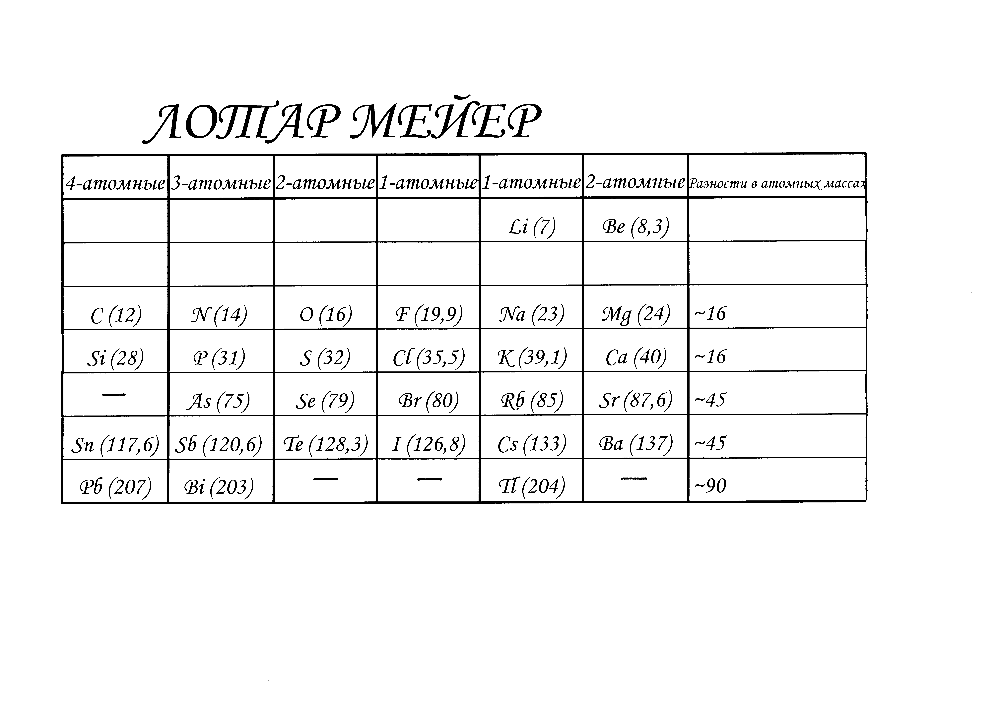 ЛОТАР МЕЙЕР
4-атомные 3-атомные 2-атомные 1-атомные 1-атомные 2-атомные Разности в атомных массах
Li (7) Be (8,3)
C (12) N (14) O (16) F (19,9) Na (23) Mg (24) ~16
Si (28) P (31) S (32) Cl (35,5) K (39,1) Ca (40) ~16
— As (75) Se (79) Br (80) Rb (85) Sr (87,6) ~45
Sn (117,6) Sb (120,6) Te (128,3) I (126,8) Cs (133) Ba (137) ~45
Pb (207) Bi (203) — — Tl (204) — ~90